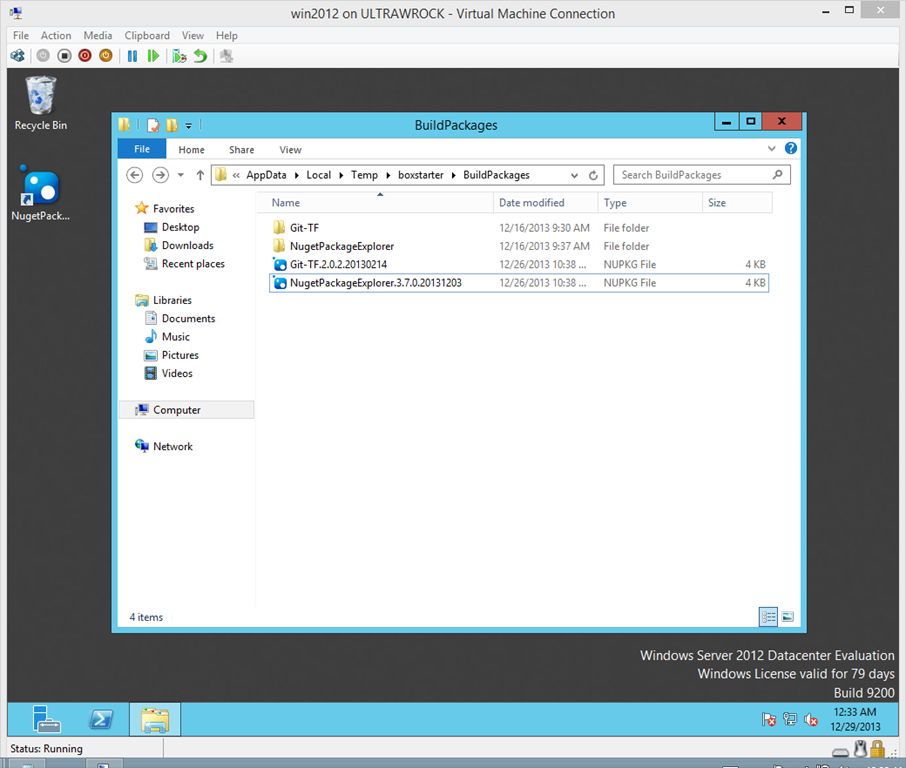 win2012 on ULTRAWROCK - Virtual Machine Connection
File Action Media Clipboard View Help
Recycle Bin
NugetPack...
BuildPackages
File Home Share View
« AppData Local Temp boxstarter BuildPackages
Search BuildPackages
Name Date modified Type Size
Favorites
Desktop
Downloads
Recent places
Libraries
Documents
Music
Pictures
Videos
Computer
Network
Git-TF 12/16/2013 9:30 AM File folder
NugetPackageExplorer 12/16/2013 9:37 AM File folder
Git-TF.2.0.2.20130214 12/26/2013 10:38 ... NUPKG File 4 KB
NugetPackageExplorer.3.7.0.20131203 12/26/2013 10:38 ... NUPKG File 4 KB
4 items
Windows Server 2012 Datacenter Evaluation
Windows License valid for 79 days
Build 9200
12:33 AM
12/29/2013
Status: Running